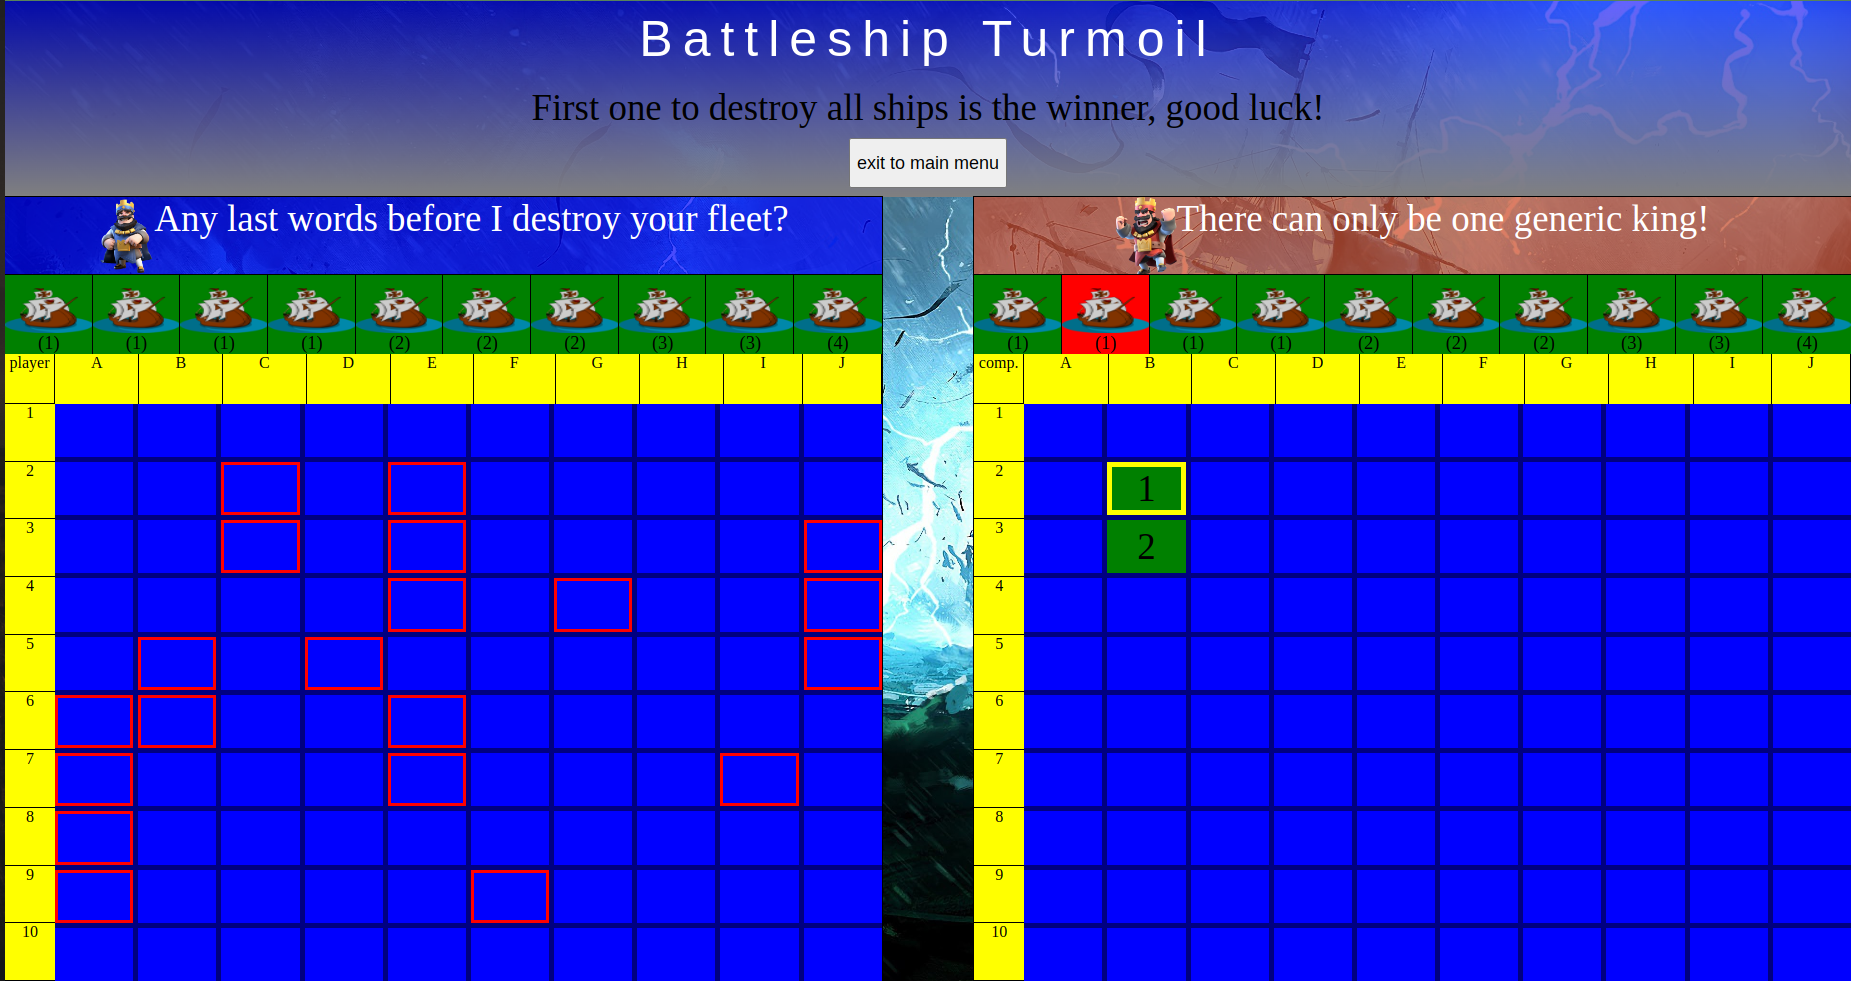 Battleship Turmoil
First one to destroy all ships is the winner, good luck!
exit to main menu
Any last words before I destroy your fleet?
There can only be one generic king!
(1) (1) (1) (1) (2) (2) (2) (3) (3) (4)
(1) (1) (1) (1) (2) (2) (2) (3) (3) (4)
player A B C D E F G H I J
comp. A B C D E F G H I J
1
2
3
4
5
6
7
8
9
10
1
2 1
3 2
4
5
6
7
8
9
10